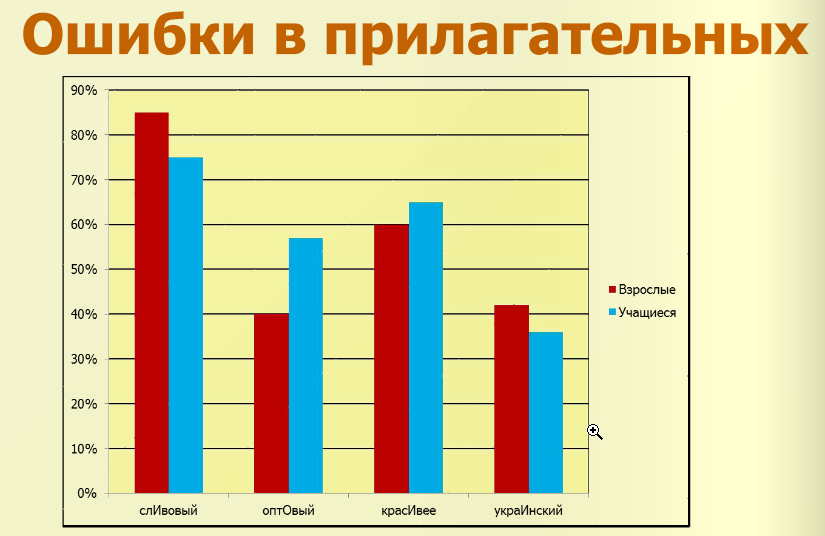 Ошибки в прилагательных
90%
80%
70%
60%
50%
40%
30%
20%
10%
0%
слИвовый оптОвый красИвее украИнский
Взрослые
Учащиеся